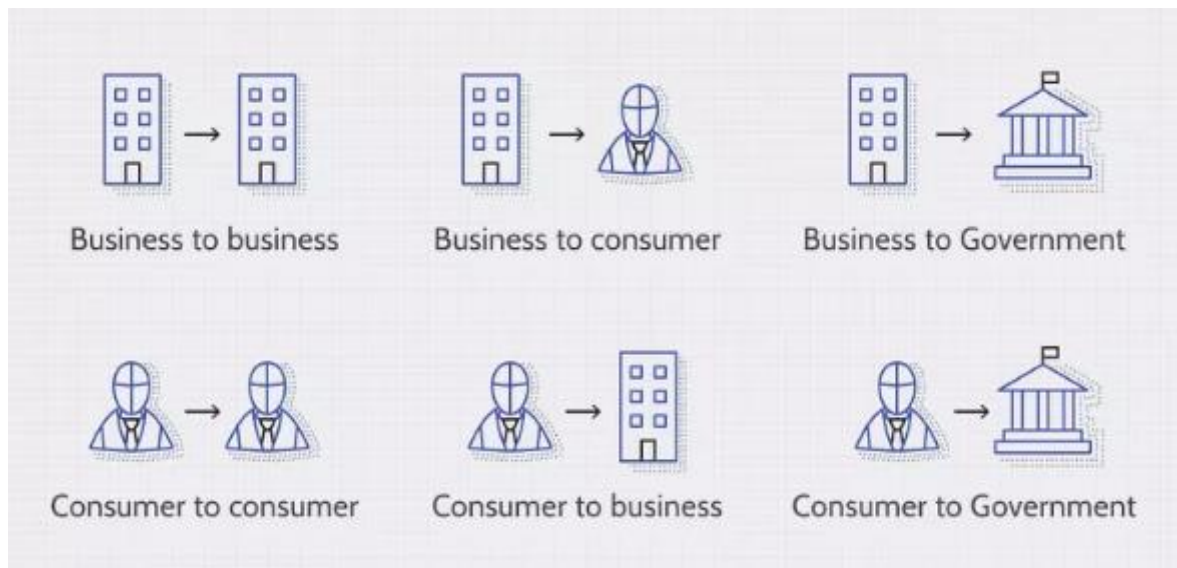 Business to business
Business to consumer
Business to Government
Consumer to consumer
Consumer to business
Consumer to Government